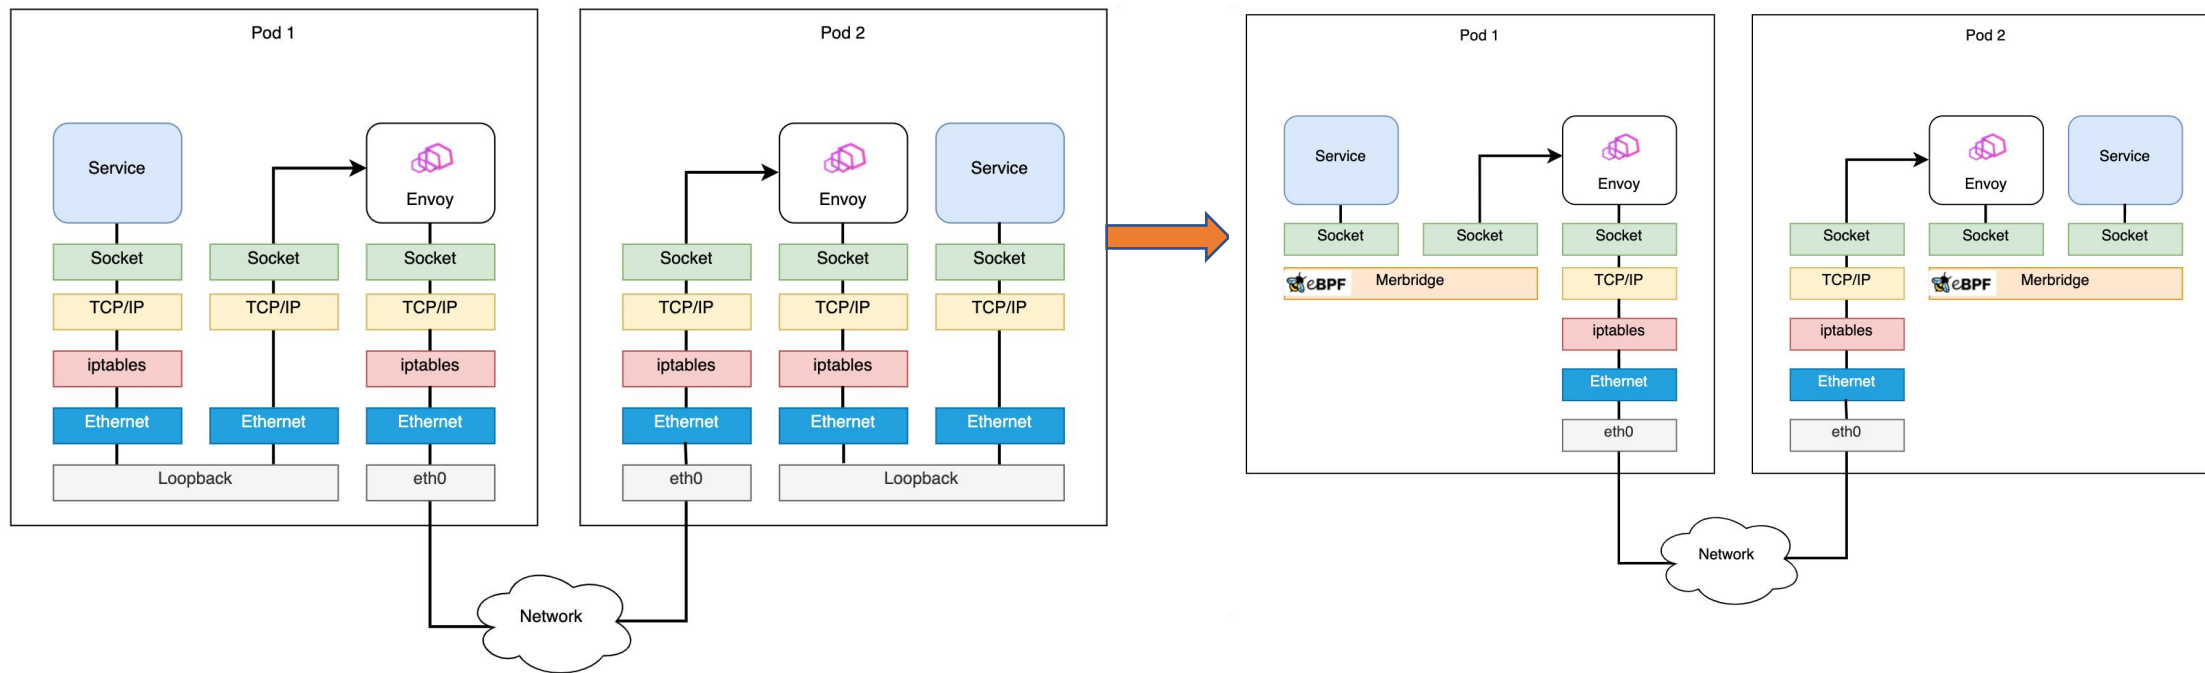 Pod 1
Service
Envoy
Socket
Socket
Socket
TCP/IP
TCP/IP
TCP/IP
iptables
iptables
Ethernet
Ethernet
Ethernet
Loopback
eth0
Pod 2
Envoy
Service
Socket
Socket
Socket
TCP/IP
TCP/IP
TCP/IP
iptables
iptables
Ethernet
Ethernet
Ethernet
eth0
Loopback
Network
Pod 1
Service
Envoy
Socket
Socket
Socket
eBPF
Merbridge
TCP/IP
iptables
Ethernet
eth0
Pod 2
Envoy
Service
Socket
Socket
Socket
TCP/IP
eBPF
Merbridge
iptables
Ethernet
eth0
Network